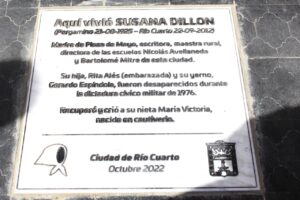 Aquí vivió SUSANA DILLON
(Pergamino 23-08-1925 - Río Cuarto 22-09-2012)
Madre de Plaza de Mayo, escritora, maestra rural,
directora de las escuelas Nicolás Avellaneda
y Bartolomé Mitre de esta ciudad.
Su hija, Rita Alés (embarazada) y su yerno,
Gerardo Espíndola, fueron desaparecidos durante
la dictadura cívico militar de 1976.
Recuperó y crió a su nieta María Victoria,
nacida en cautiverio.
Ciudad de Río Cuarto
Octubre 2022